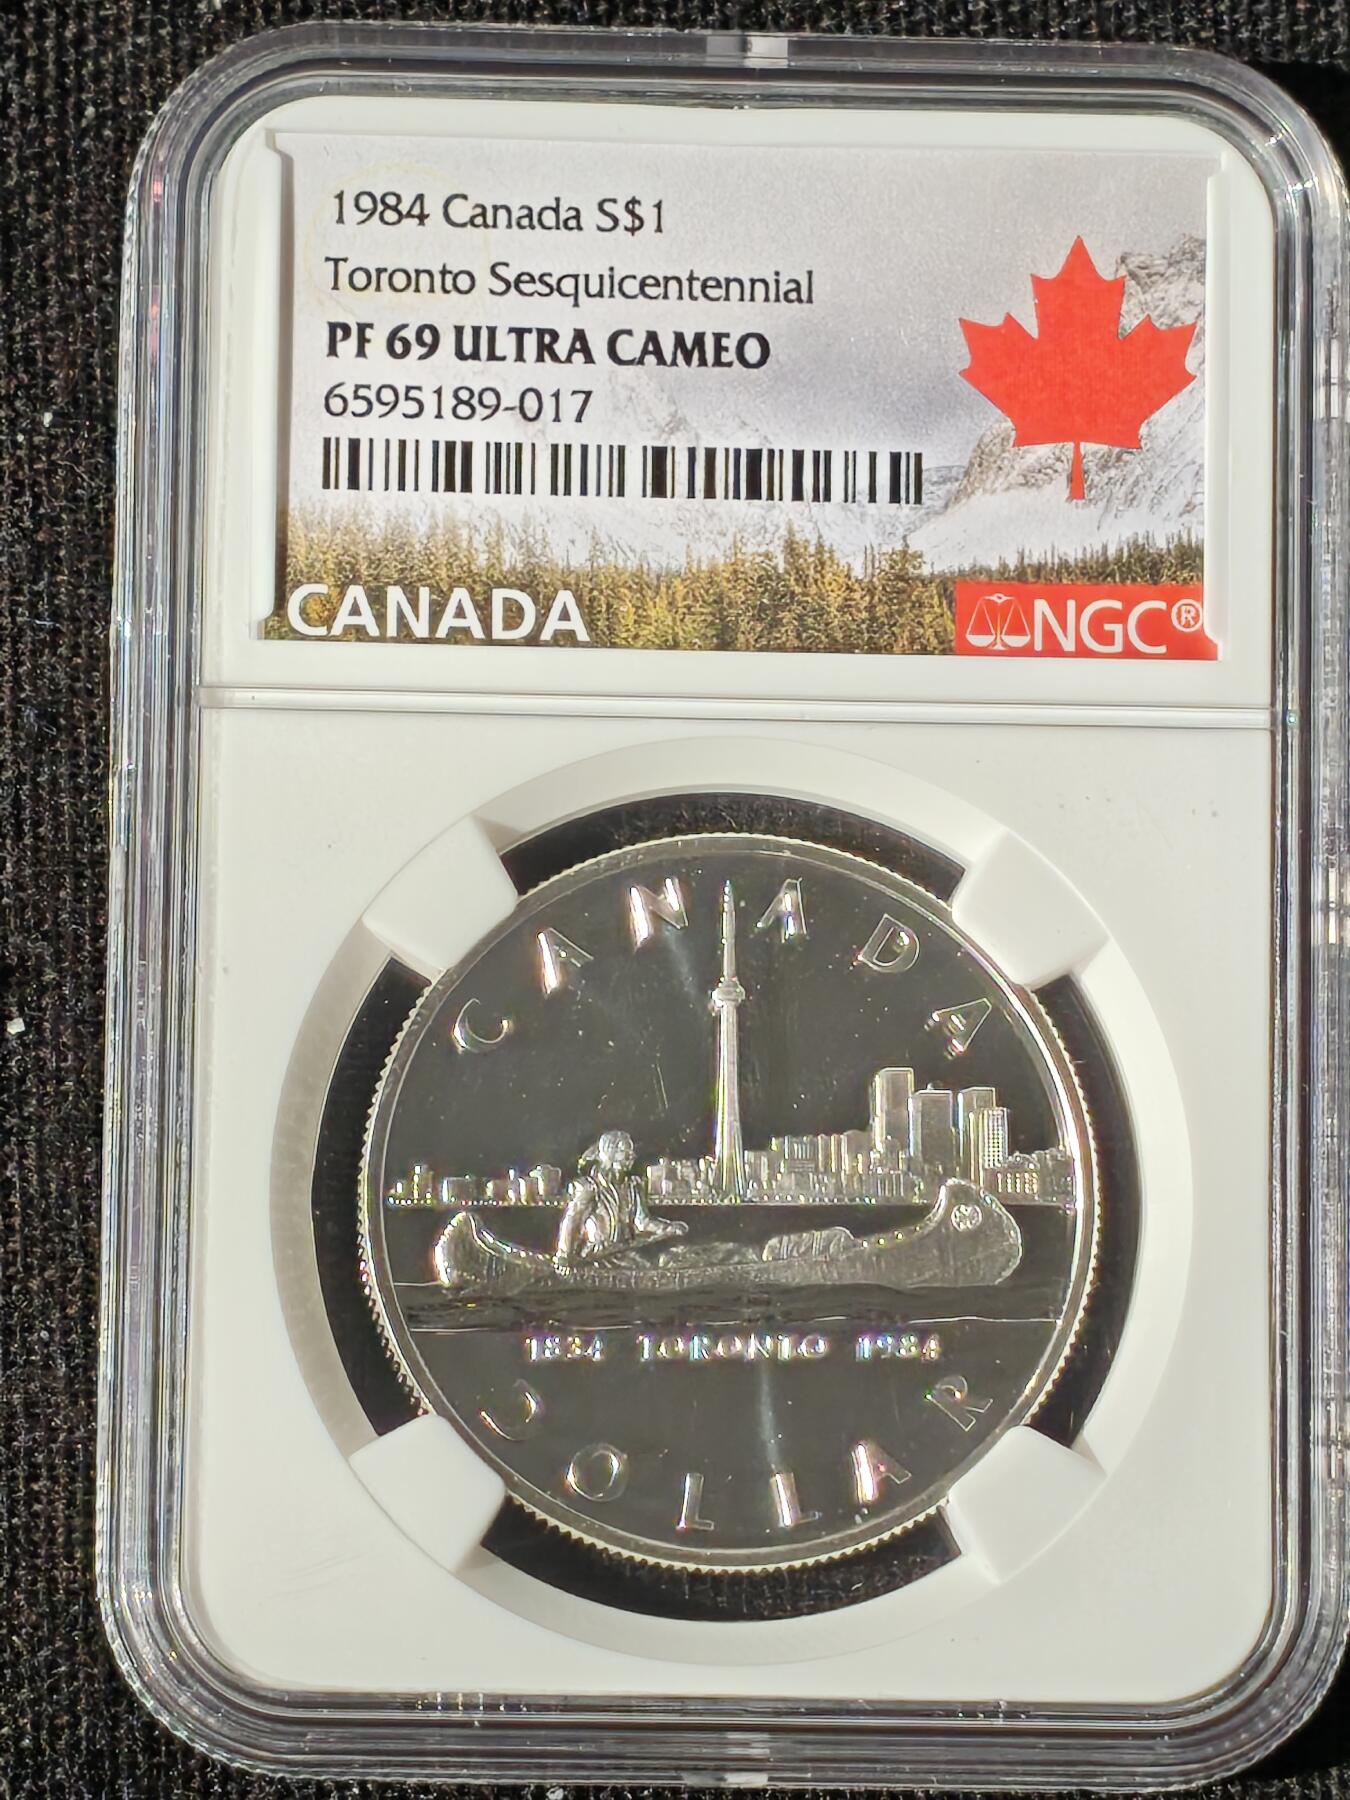 1984 Canada S$1
Toronto Sesquicentennial
PF 69 ULTRA CAMEO
6595189-017
CANADA
NGC®
CANADA
1834 TORONTO 1984
DOLLAR